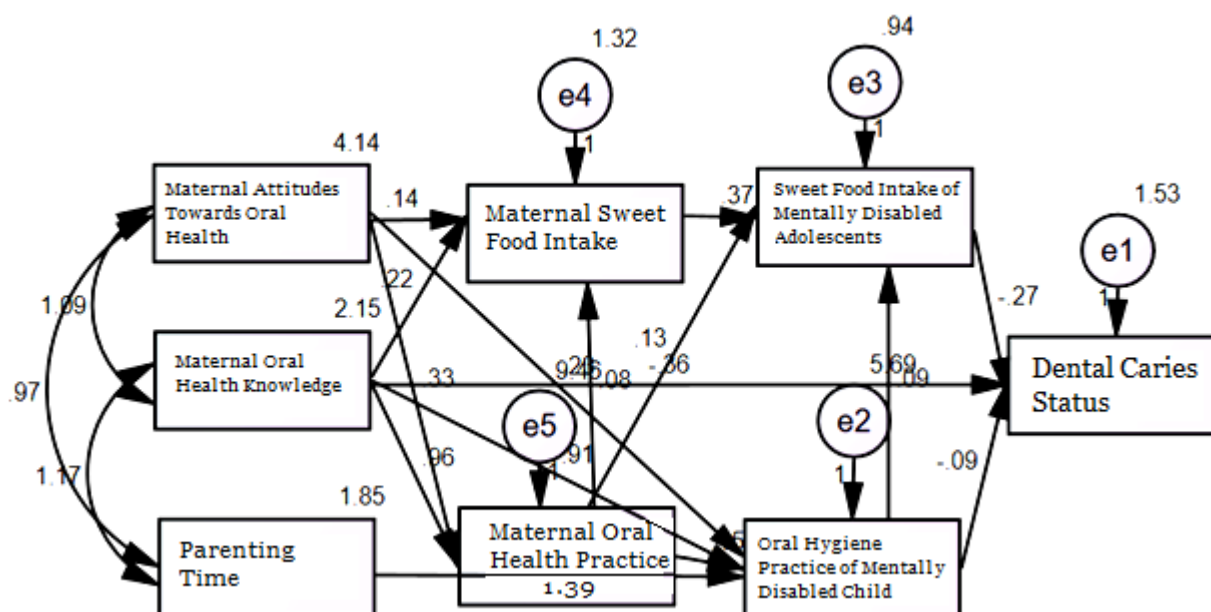 1.32
.94
e4
e3
1
1
4.14
Maternal Attitudes
Towards Oral
Health
.14
Maternal Sweet
Food Intake
.37
Sweet Food Intake of
Mentally Disabled
Adolescents
1.53
e1
1.09
.22
2.15
-.27
1
Maternal Oral
Health Knowledge
.13
-.36
.08
9.46
5.69
.09
Dental Caries
Status
.97
.33
e5
e2
.96
.91
-.09
1.17
1
1
1.85
Parenting
Time
Maternal Oral
Health Practice
1.39
Oral Hygiene
Practice of Mentally
Disabled Child